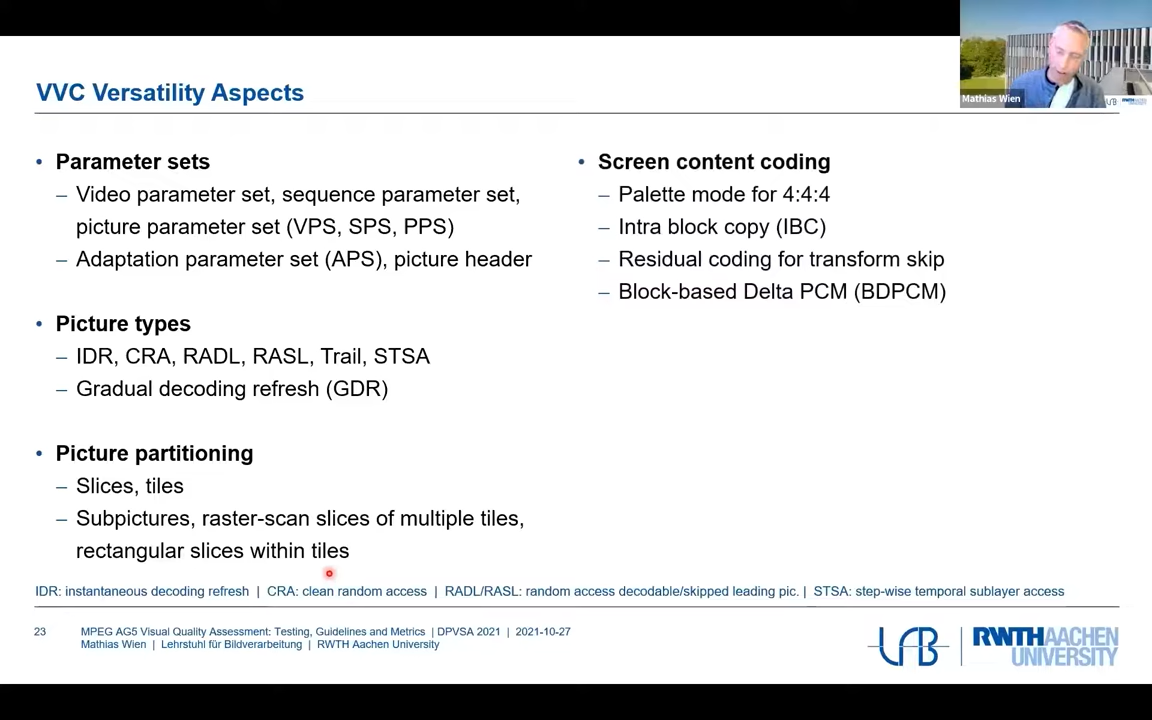 VVC Versatility Aspects
Mathias Wien
• Parameter sets
– Video parameter set, sequence parameter set,
picture parameter set (VPS, SPS, PPS)
– Adaptation parameter set (APS), picture header
• Picture types
– IDR, CRA, RADL, RASL, Trail, STSA
– Gradual decoding refresh (GDR)
• Picture partitioning
– Slices, tiles
– Subpictures, raster-scan slices of multiple tiles,
rectangular slices within tiles
• Screen content coding
– Palette mode for 4:4:4
– Intra block copy (IBC)
– Residual coding for transform skip
– Block-based Delta PCM (BDPCM)
IDR: instantaneous decoding refresh | CRA: clean random access | RADL/RASL: random access decodable/skipped leading pic. | STSA: step-wise temporal sublayer access
23
MPEG AG5 Visual Quality Assessment: Testing, Guidelines and Metrics | DPVSA 2021 | 2021-10-27
Mathias Wien | Lehrstuhl für Bildverarbeitung | RWTH Aachen University
LfB
RWTHAACHEN
UNIVERSITY